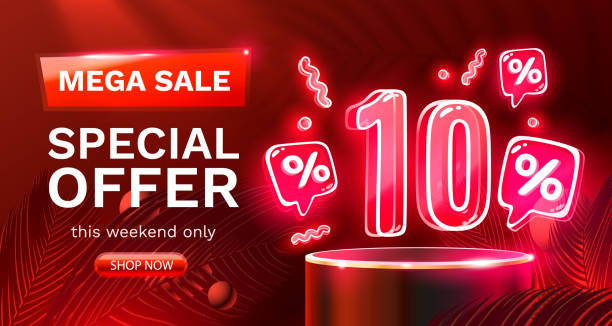 MEGA SALE
SPECIAL
OFFER
this weekend only
SHOP NOW
10
%
%
%